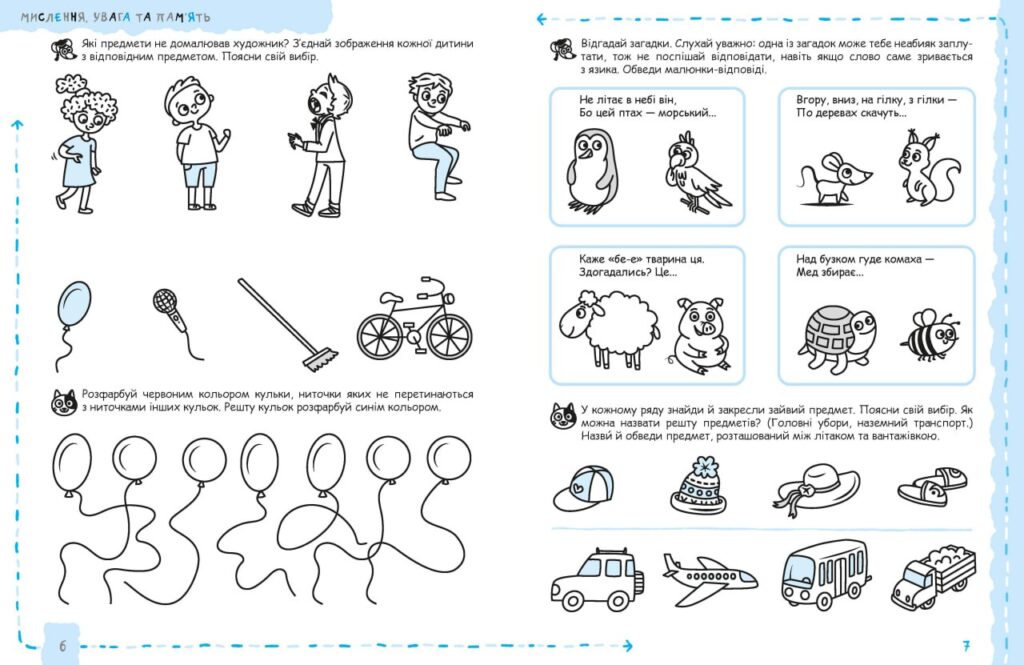 МИСЛЕННЯ, УВАГА ТА ПАМ'ЯТЬ
Які предмети не домалював художник? З'єднай зображення кожної дитини
з відповідним предметом. Поясни свій вибір.
Розфарбуй червоним кольором кульки, ниточки яких не перетинаються
з ниточками інших кульок. Решту кульок розфарбуй синім кольором.
6
Відгадай загадки. Слухай уважно: одна із загадок може тебе неабияк заплу-
тати, тож не поспішай відповідати, навіть якщо слово саме зривається
з язика. Обведи малюнки-відповіді.
Не літає в небі він,
Бо цей птах — морський...
Вгору, вниз, на гілку, з гілки —
По деревах скачуть...
Каже «бе-е» тварина ця.
Здогадались? Це...
Над бузком гуде комаха —
Мед збирає...
У кожному ряду знайди й закресли зайвий предмет. Поясни свій вибір. Як
можна назвати решту предметів? (Головні убори, наземний транспорт.)
Назви́ й обведи предмет, розташований між літаком та вантажівкою.
7